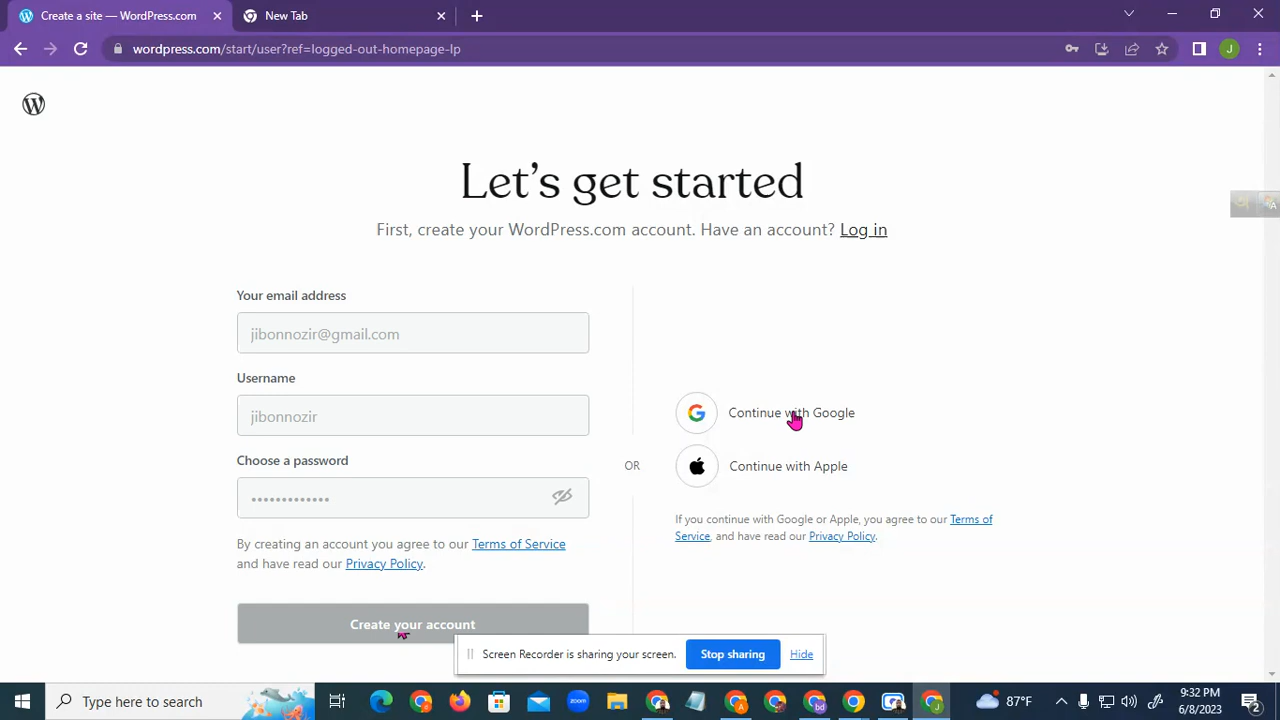 Create a site — WordPress.com
New Tab
wordpress.com/start/user?ref=logged-out-homepage-lp
J
Let's get started
First, create your WordPress.com account. Have an account? Log in
Your email address
jibonnozir@gmail.com
Username
jibonnozir
Choose a password
•••••••••••••
By creating an account you agree to our Terms of Service
and have read our Privacy Policy.
Create your account
OR
Continue with Google
Continue with Apple
If you continue with Google or Apple, you agree to our Terms of
Service, and have read our Privacy Policy.
Screen Recorder is sharing your screen. Stop sharing Hide
Type here to search
zoom
87°F
9:32 PM
6/8/2023
2